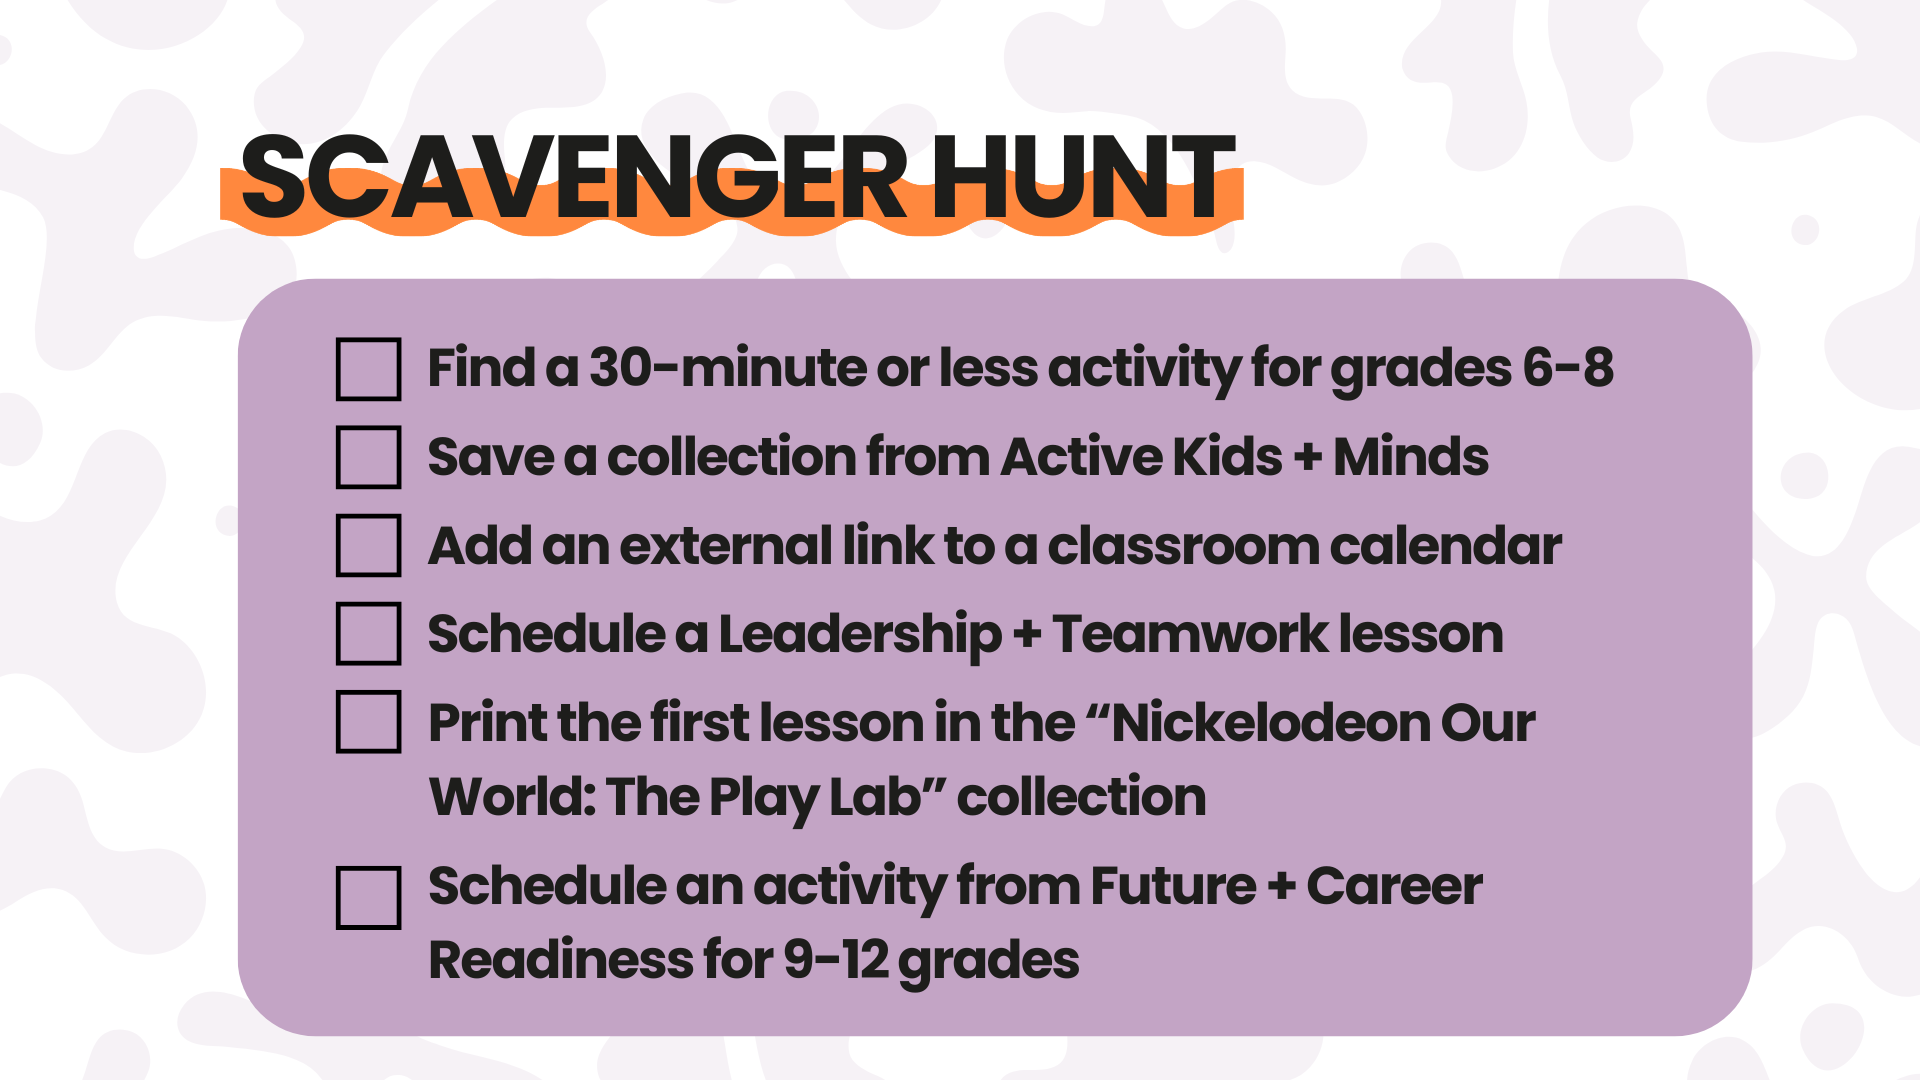 SCAVENGER HUNT
Find a 30-minute or less activity for grades 6-8
Save a collection from Active Kids + Minds
Add an external link to a classroom calendar
Schedule a Leadership + Teamwork lesson
Print the first lesson in the “Nickelodeon Our
World: The Play Lab” collection
Schedule an activity from Future + Career
Readiness for 9-12 grades